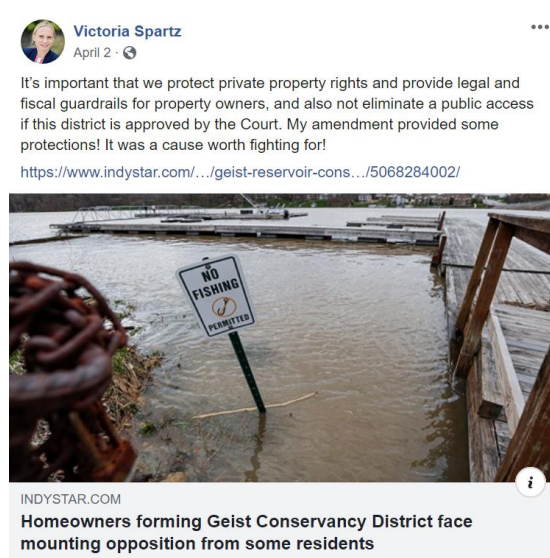 Victoria Spartz
April 2 ·
It's important that we protect private property rights and provide legal and
fiscal guardrails for property owners, and also not eliminate a public access
if this district is approved by the Court. My amendment provided some
protections! It was a cause worth fighting for!
https://www.indystar.com/…/geist-reservoir-cons…/5068284002/
NO
FISHING
PERMITTED
i
INDYSTAR.COM
Homeowners forming Geist Conservancy District face
mounting opposition from some residents